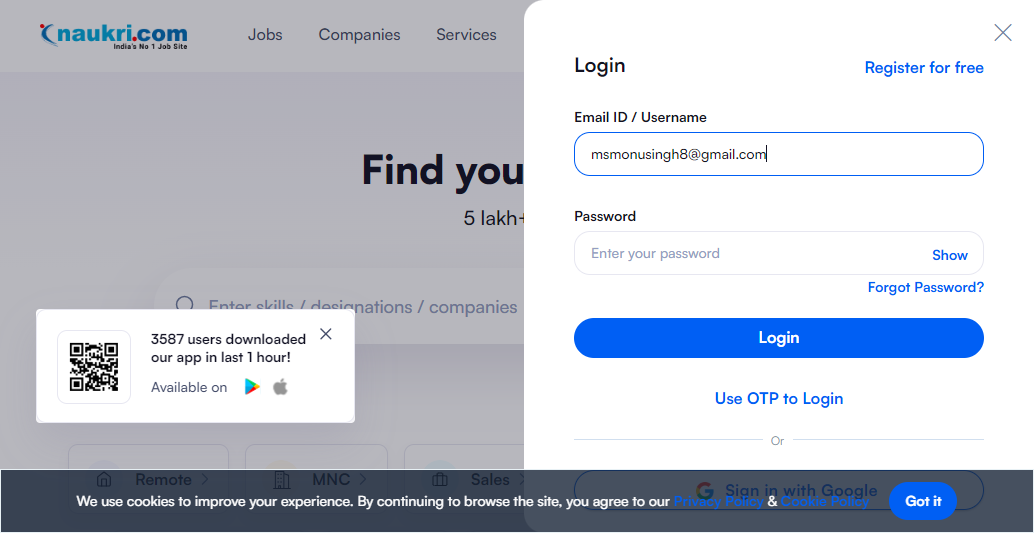 naukri.com
India's No 1 Job Site
Jobs Companies Services
Login
Register for free
Email ID / Username
msmonusingh8@gmail.com
Find you
5 lakh+
Password
Enter your password Show
Forgot Password?
Enter skills / designations / companies
Login
3587 users downloaded
our app in last 1 hour!
Available on
Use OTP to Login
Or
Remote MNC Sales
Sign in with Google
We use cookies to improve your experience. By continuing to browse the site, you agree to our Privacy Policy & Cookie Policy Got it